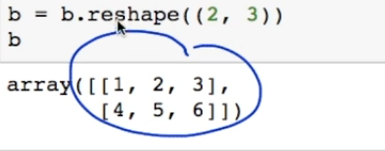 b = b.reshape((2, 3))
b
array([[1, 2, 3],
[4, 5, 6]])